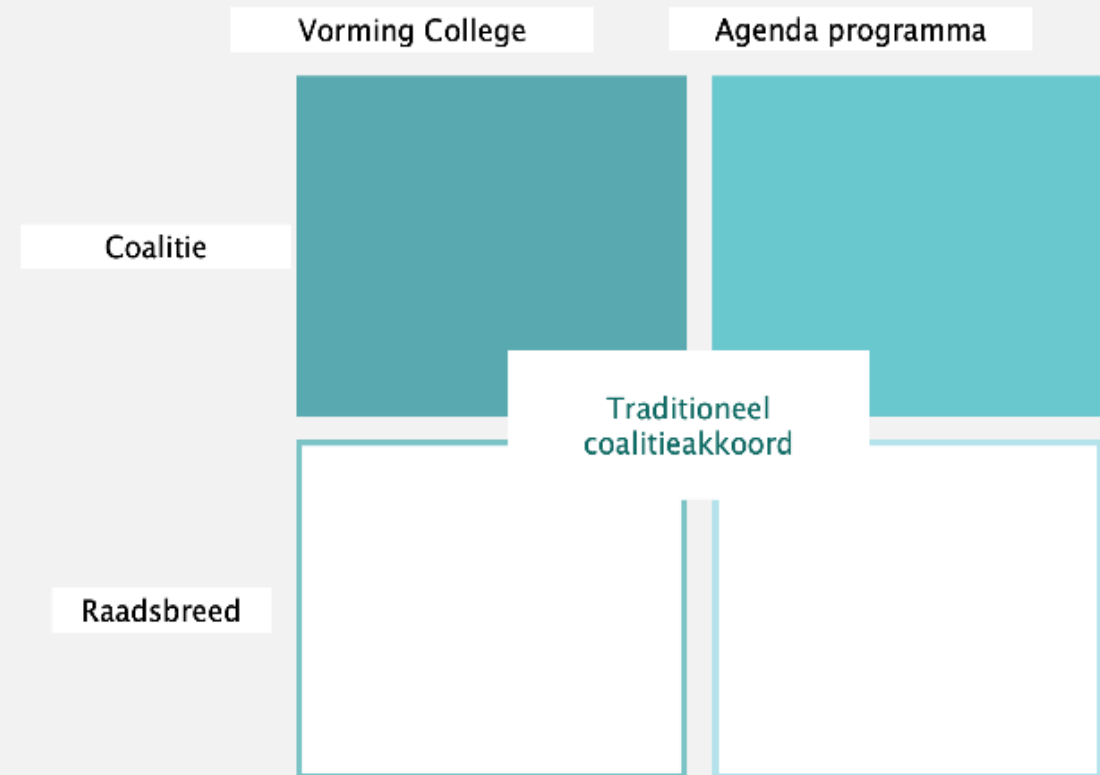 Vorming College
Agenda programma
Coalitie
Traditioneel
coalitieakkoord
Raadsbreed